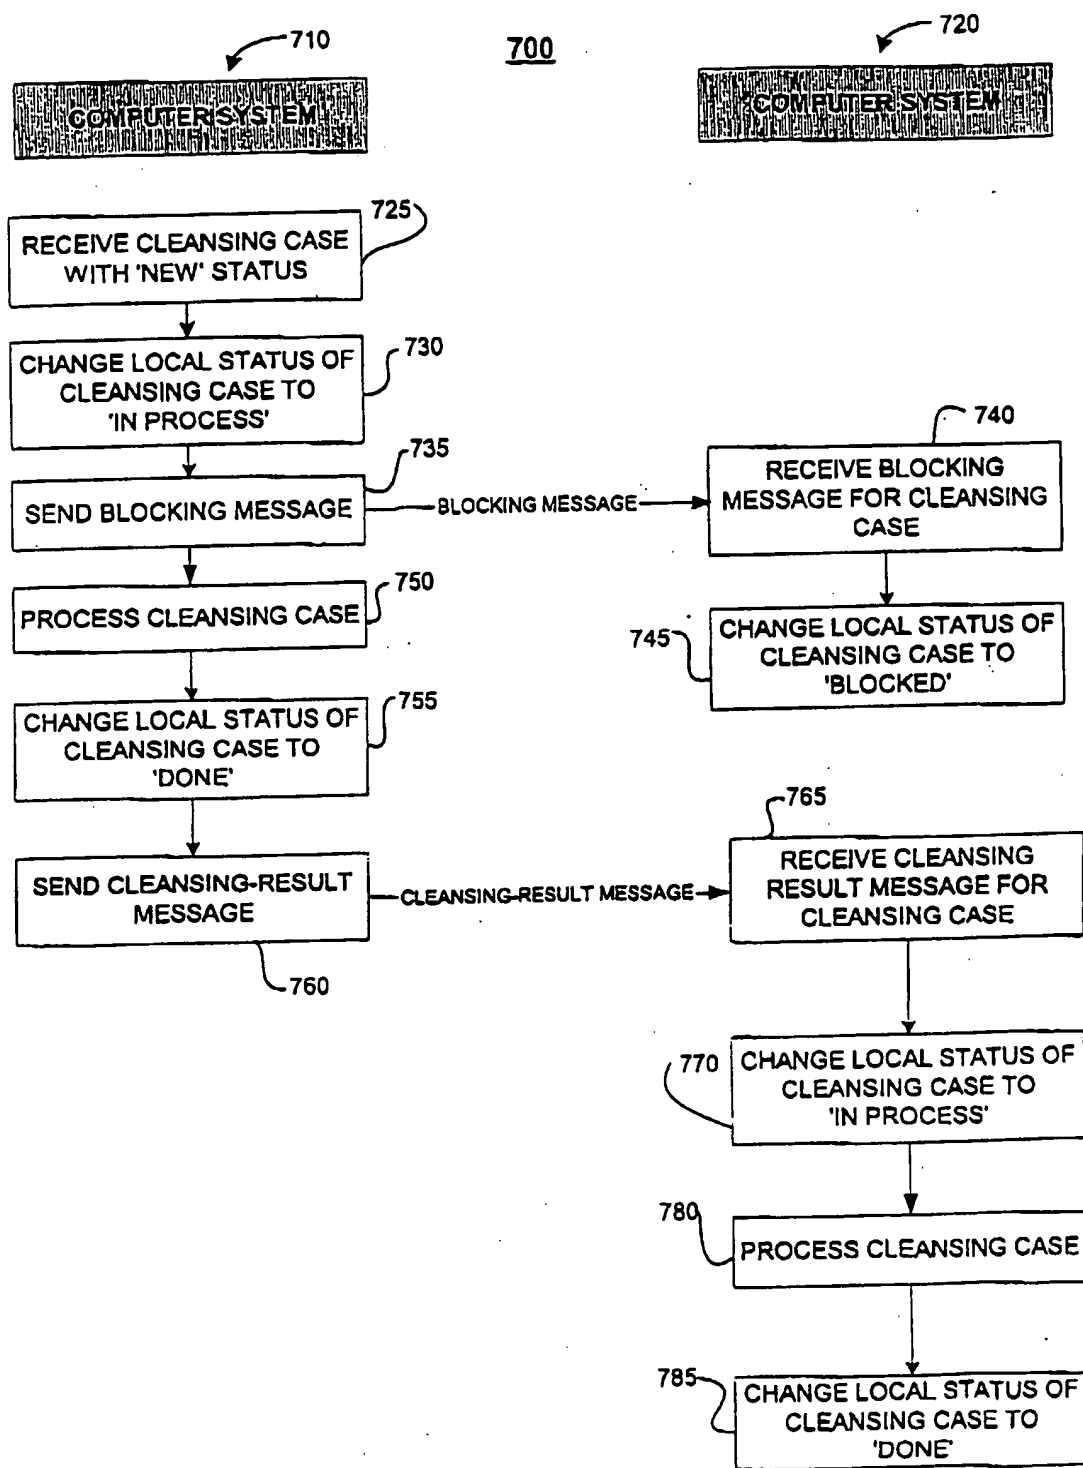 700
710
COMPUTER SYSTEM
720
COMPUTER SYSTEM
725
RECEIVE CLEANSING CASE
WITH 'NEW' STATUS
730
CHANGE LOCAL STATUS OF
CLEANSING CASE TO
'IN PROCESS'
735
SEND BLOCKING MESSAGE
BLOCKING MESSAGE
740
RECEIVE BLOCKING
MESSAGE FOR CLEANSING
CASE
750
PROCESS CLEANSING CASE
745
CHANGE LOCAL STATUS OF
CLEANSING CASE TO
'BLOCKED'
755
CHANGE LOCAL STATUS OF
CLEANSING CASE TO
'DONE'
SEND CLEANSING-RESULT
MESSAGE
760
CLEANSING-RESULT MESSAGE
765
RECEIVE CLEANSING
RESULT MESSAGE FOR
CLEANSING CASE
770
CHANGE LOCAL STATUS OF
CLEANSING CASE TO
'IN PROCESS'
780
PROCESS CLEANSING CASE
785
CHANGE LOCAL STATUS OF
CLEANSING CASE TO
'DONE'